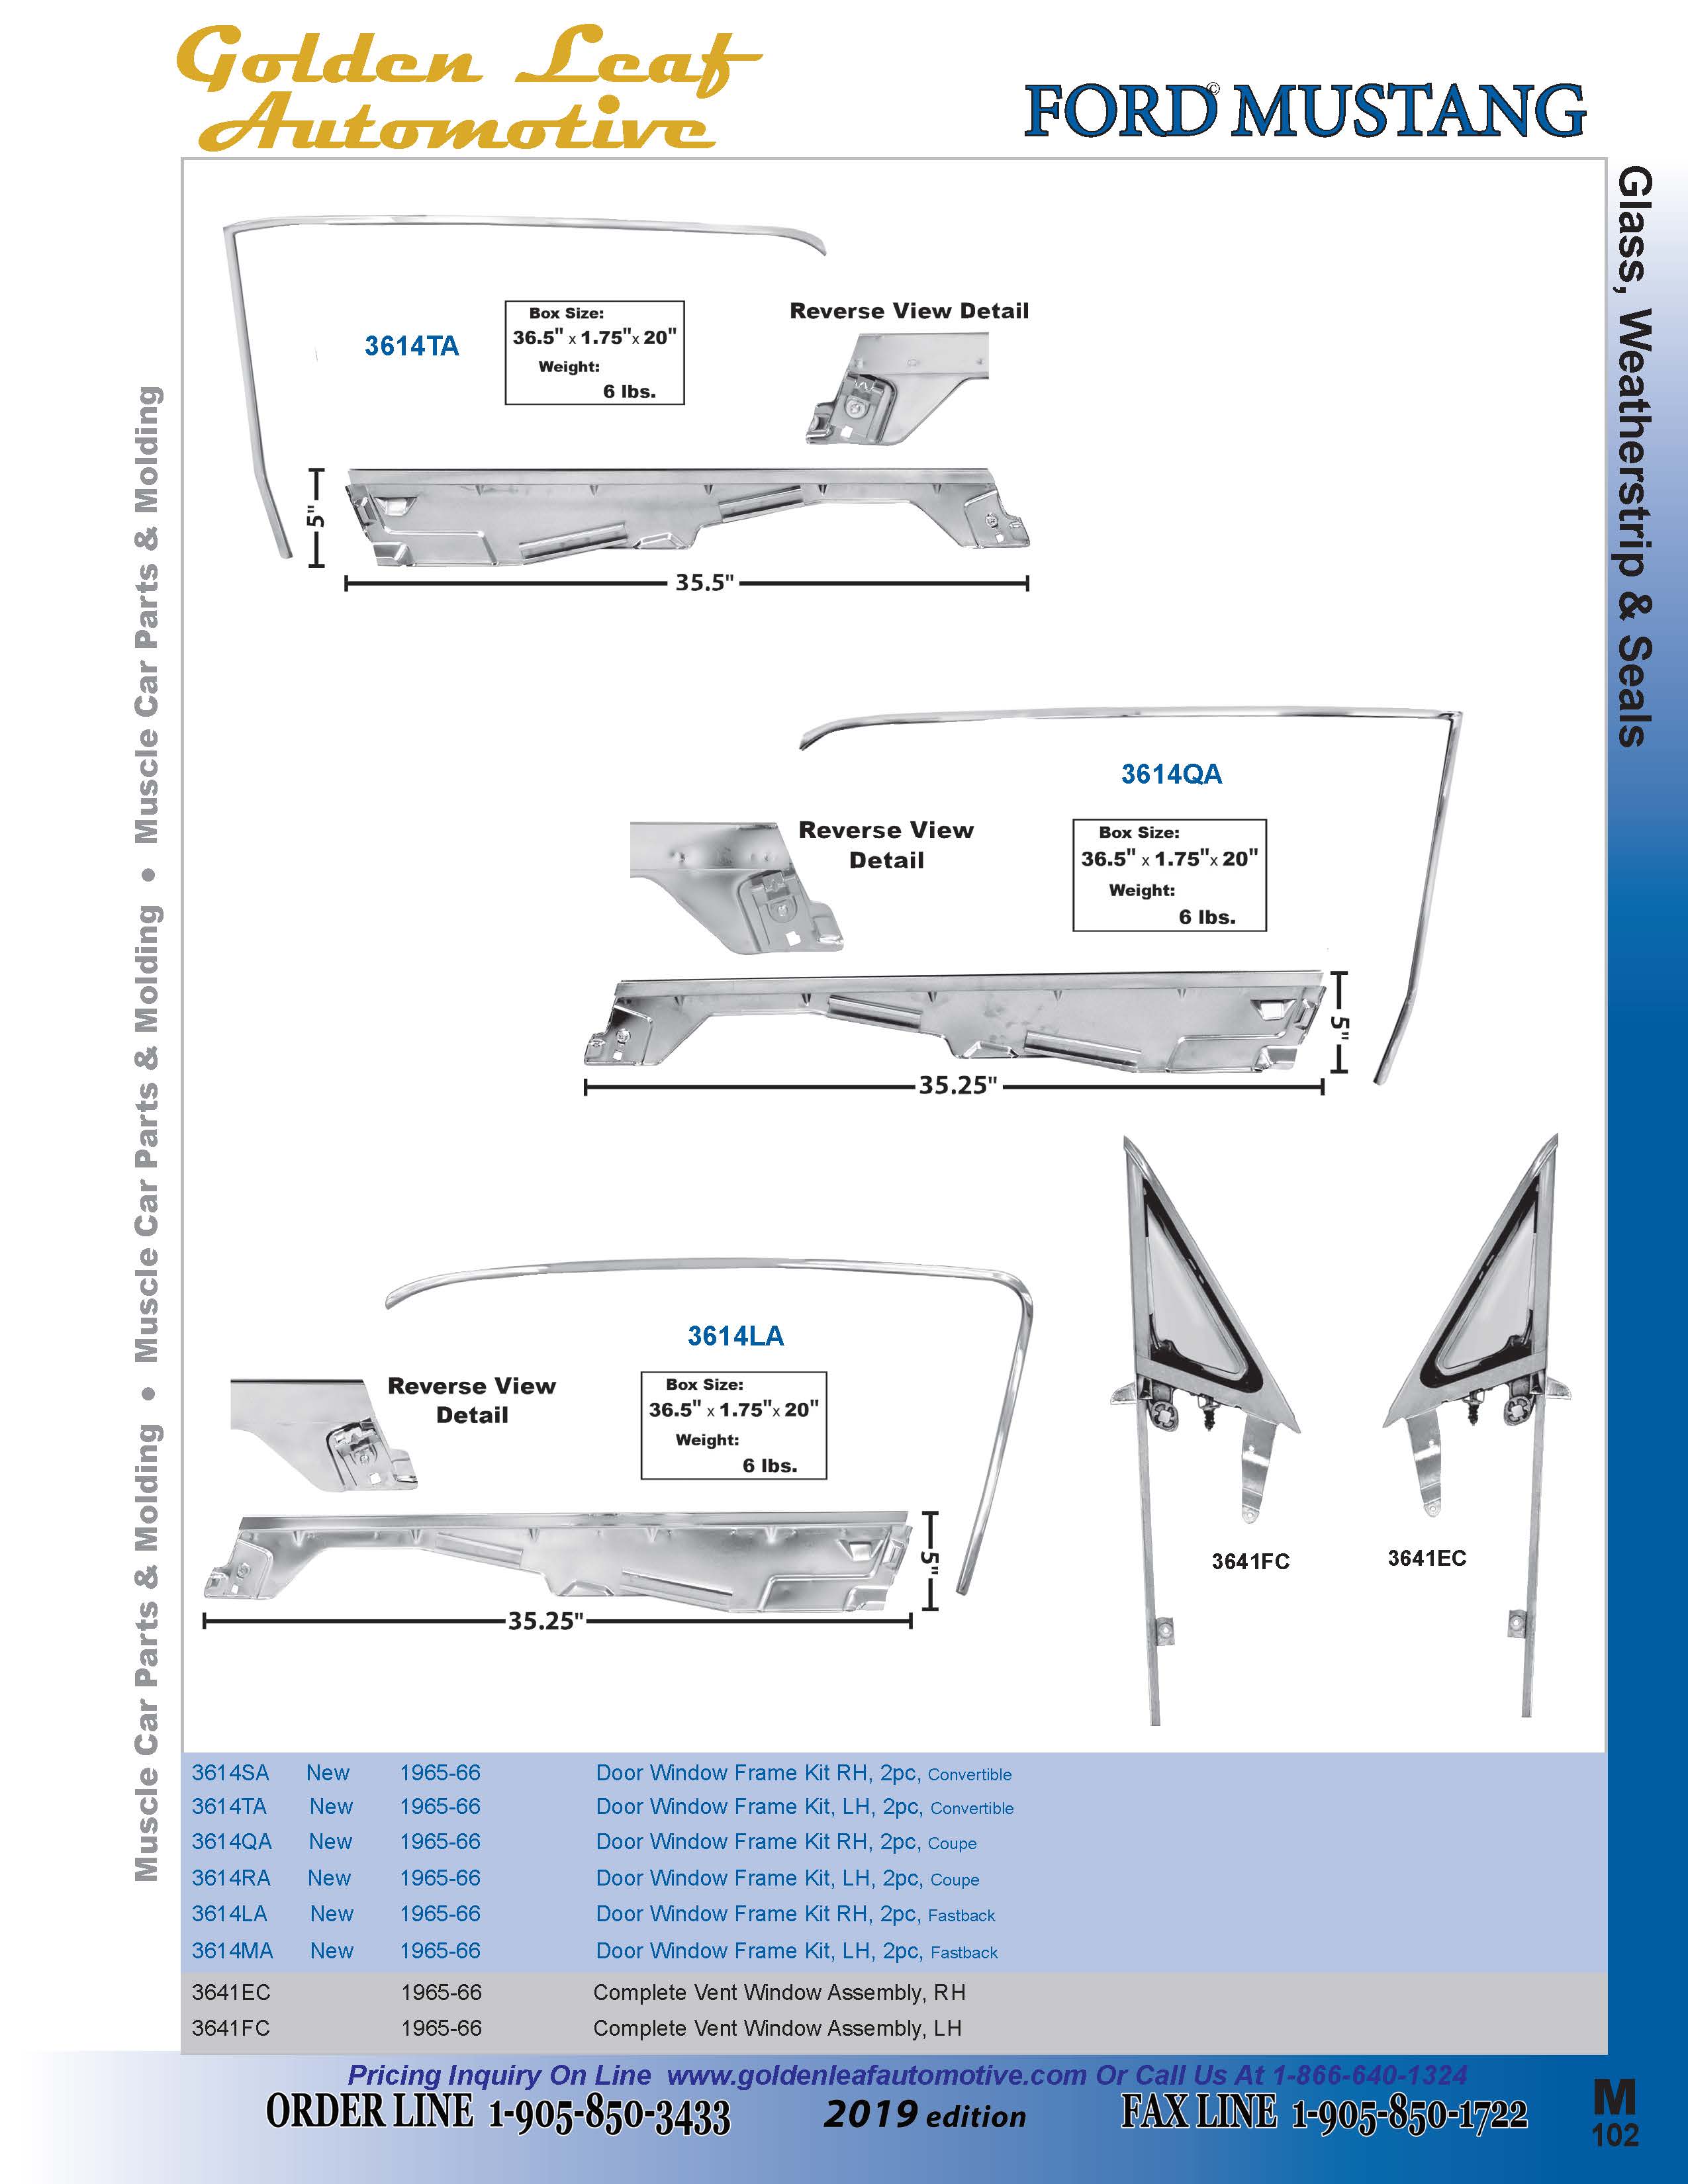 Golden Leaf
Automotive
FORD© MUSTANG
Glass, Weatherstrip & Seals
Muscle Car Parts & Molding • Muscle Car Parts & Molding • Muscle Car Parts & Molding
3614TA
Box Size:
36.5" x 1.75"x 20"
Weight:
6 lbs.
Reverse View Detail
5"
35.5"
3614QA
Reverse View
Detail
Box Size:
36.5" x 1.75"x 20"
Weight:
6 lbs.
5"
35.25"
3614LA
Reverse View
Detail
Box Size:
36.5" x 1.75"x 20"
Weight:
6 lbs.
5"
35.25"
3641FC
3641EC
3614SA New 1965-66 Door Window Frame Kit RH, 2pc, Convertible
3614TA New 1965-66 Door Window Frame Kit, LH, 2pc, Convertible
3614QA New 1965-66 Door Window Frame Kit RH, 2pc, Coupe
3614RA New 1965-66 Door Window Frame Kit, LH, 2pc, Coupe
3614LA New 1965-66 Door Window Frame Kit RH, 2pc, Fastback
3614MA New 1965-66 Door Window Frame Kit, LH, 2pc, Fastback
3641EC 1965-66 Complete Vent Window Assembly, RH
3641FC 1965-66 Complete Vent Window Assembly, LH
Pricing Inquiry On Line www.goldenleafautomotive.com Or Call Us At 1-866-640-1324
ORDER LINE 1-905-850-3433 2019 edition FAX LINE 1-905-850-1722
M
102